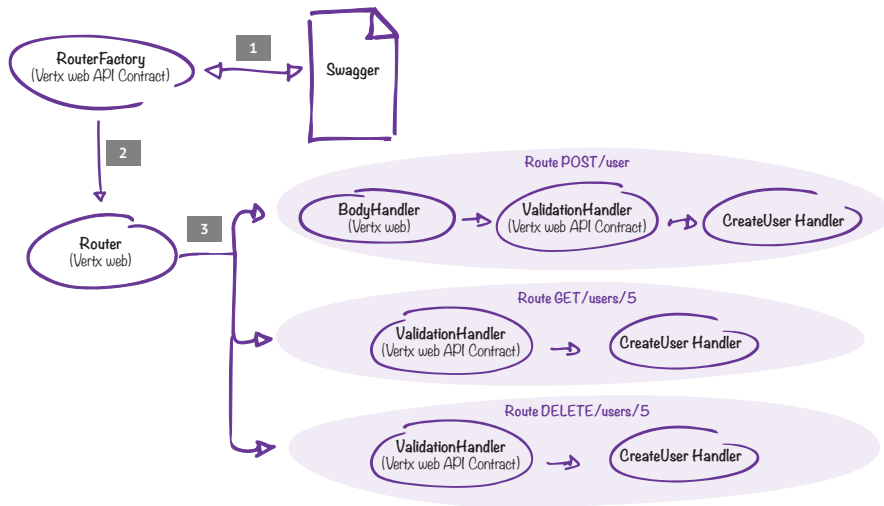 1
RouterFactory
(Vertx web API Contract)
Swagger
2
Route POST/user
BodyHandler
(Vertx web)
ValidationHandler
(Vertx web API Contract)
CreateUser Handler
3
Router
(Vertx web)
Route GET/users/5
ValidationHandler
(Vertx web API Contract)
CreateUser Handler
Route DELETE/users/5
ValidationHandler
(Vertx web API Contract)
CreateUser Handler